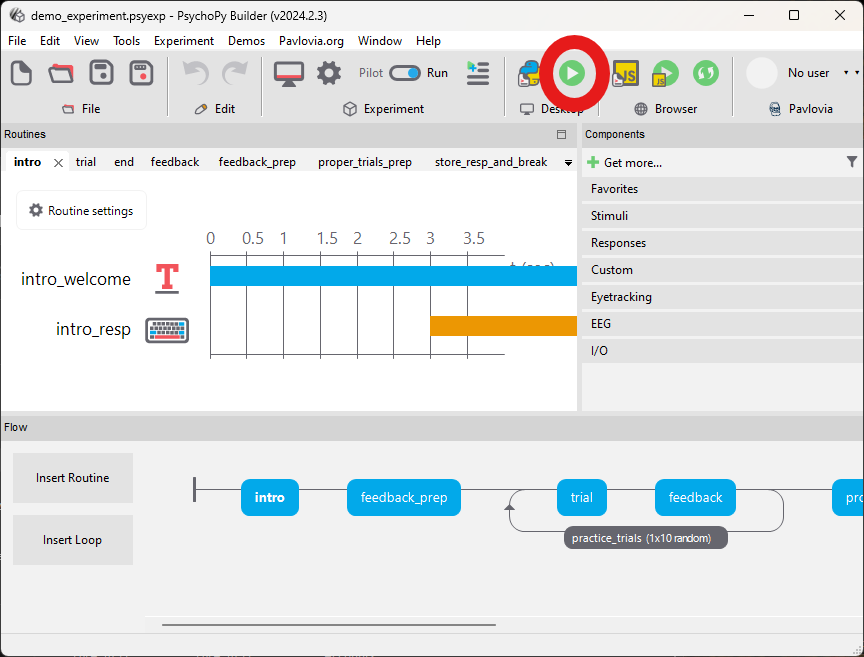 demo_experiment.psyexp - PsychoPy Builder (v2024.2.3)
File Edit View Tools Experiment Demos Pavlovia.org Window Help
Pilot Run JS JS No user
File Edit Experiment Desktop Browser Pavlovia
Routines
Components
intro trial end feedback feedback_prep proper_trials_prep store_resp_and_break
Get more...
Favorites
Routine settings
Stimuli
0 0.5 1 1.5 2 2.5 3 3.5
Responses
t (sec)
Custom
intro_welcome
Eyetracking
intro_resp
EEG
I/O
Flow
Insert Routine
intro feedback_prep trial feedback
Insert Loop
practice_trials (1x10 random)